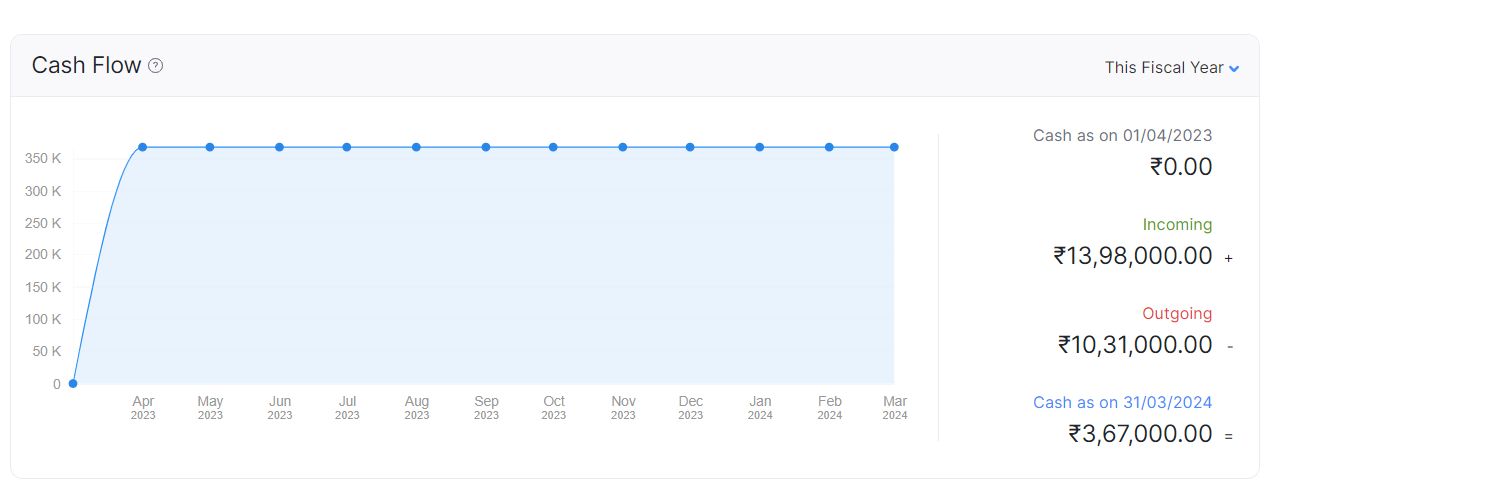 Cash Flow ?
This Fiscal Year
350 K
300 K
250 K
200 K
150 K
100 K
50 K
0
Apr May Jun Jul Aug Sep Oct Nov Dec Jan Feb Mar
2023 2023 2023 2023 2023 2023 2023 2023 2023 2024 2024 2024
Cash as on 01/04/2023
₹0.00
Incoming
₹13,98,000.00 +
Outgoing
₹10,31,000.00 -
Cash as on 31/03/2024
₹3,67,000.00 =